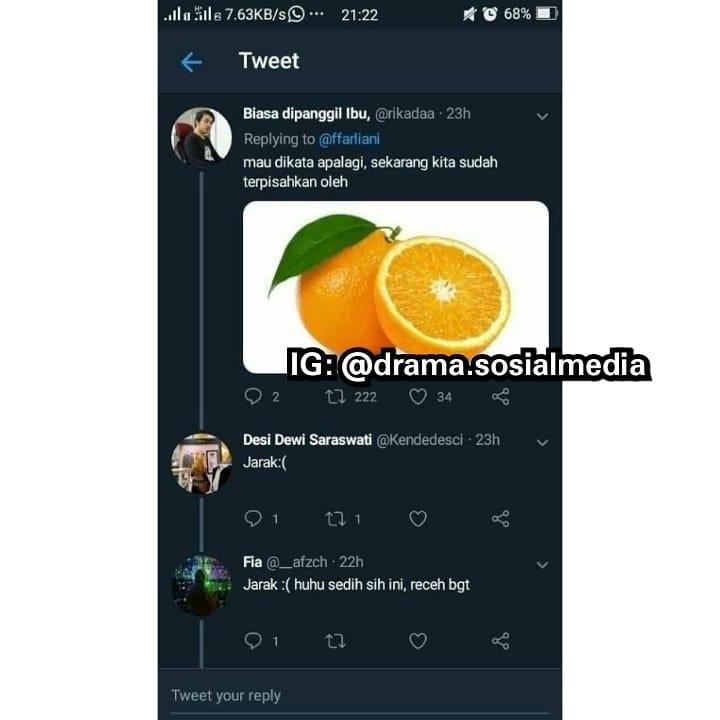 7.63KB/s ... 21:22 68%
Tweet
Biasa dipanggil Ibu, @rikadaa · 23h
Replying to @ffarliani
mau dikata apalagi, sekarang kita sudah
terpisahkan oleh
IG: @drama.sosialmedia
2 222 34
Desi Dewi Saraswati @Kendedesci · 23h
Jarak:(
1 1
Fia @__afzch · 22h
Jarak :( huhu sedih sih ini, receh bgt
1
Tweet your reply